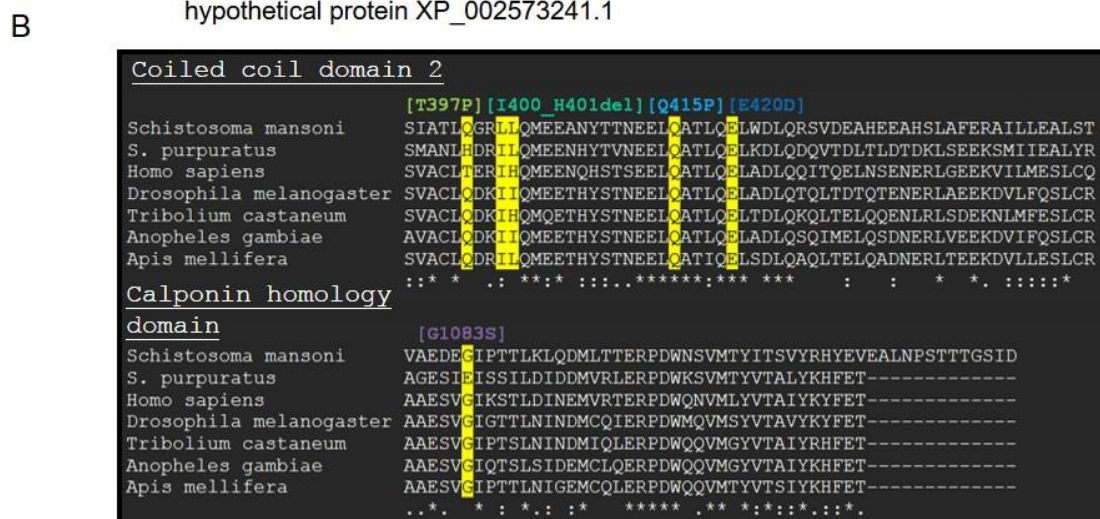 hypothetical protein XP_002573241.1
B
Coiled coil domain 2
[T397P][I400_H401del][Q415P][E420D]
Schistosoma mansoni SIATLQGRLLQMEEANYTTNEELQATLQELWDLQRSVDEAHEEAHSLAFERAILLEALST
S. purpuratus SMANLHDRILQMEENHYTVNEELQATLQELKDLQDQVTDLTLDTDKLSEEKSMIIEALYR
Homo sapiens SVACLTERIHQMEENQHSTSEELQATLQELADLQQITQELNSENERLGEEKVILMESLCQ
Drosophila melanogaster SVACLQDKIIQMEETHYSTNEELQATLQELADLQTQLTDTQTENERLAEEKDVLFQSLCR
Tribolium castaneum SVACLQDKIHQMQETHYSTNEELQATLQELTDLQKQLTELQQENLRLSDEKNLMFESLCR
Anopheles gambiae AVACLQDKIIQMEETHYSTNEELQATLQELADLQSQIMELQSDNERLVEEKDVIFQSLCR
Apis mellifera SVACLQDRILQMEETHYSTNEELQATIQELSDLQAQLTELQADNERLTEEKDVLLESLCR
::* * .: **:* :::..******:*** *** : : * *. :::::*
Calponin homology
domain
[G1083S]
Schistosoma mansoni VAEDEGIPTTLKLQDMLTTERPDWNSVMTYITSVYRHYEVEALNPSTTTGSID
S. purpuratus AGESIEISSILDIDDMVRLERPDWKSVMTYVTALYKHFET-------------
Homo sapiens AAESVGIKSTLDINEMVRTERPDWQNVMLYVTAIYKYFET-------------
Drosophila melanogaster AAESVGIGTTLNINDMCQIERPDWMQVMSYVTAVYKYFET-------------
Tribolium castaneum AAESVGIPTSLNINDMIQLERPDWQQVMGYVTAIYRHFET-------------
Anopheles gambiae AAESVGIQTSLSIDEMCLQERPDWQQVMGYVTAIYKHFET-------------
Apis mellifera AAESVGIPTTLNIGEMCQLERPDWQQVMTYVTSIYKHFET-------------
..*. * : *.: :* ***** .** *:*::*.::*.